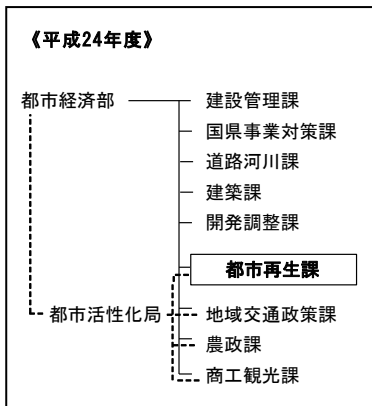 《平成24年度》
都市経済部
建設管理課
国県事業対策課
道路河川課
建築課
開発調整課
都市再生課
都市活性化局
地域交通政策課
農政課
商工観光課